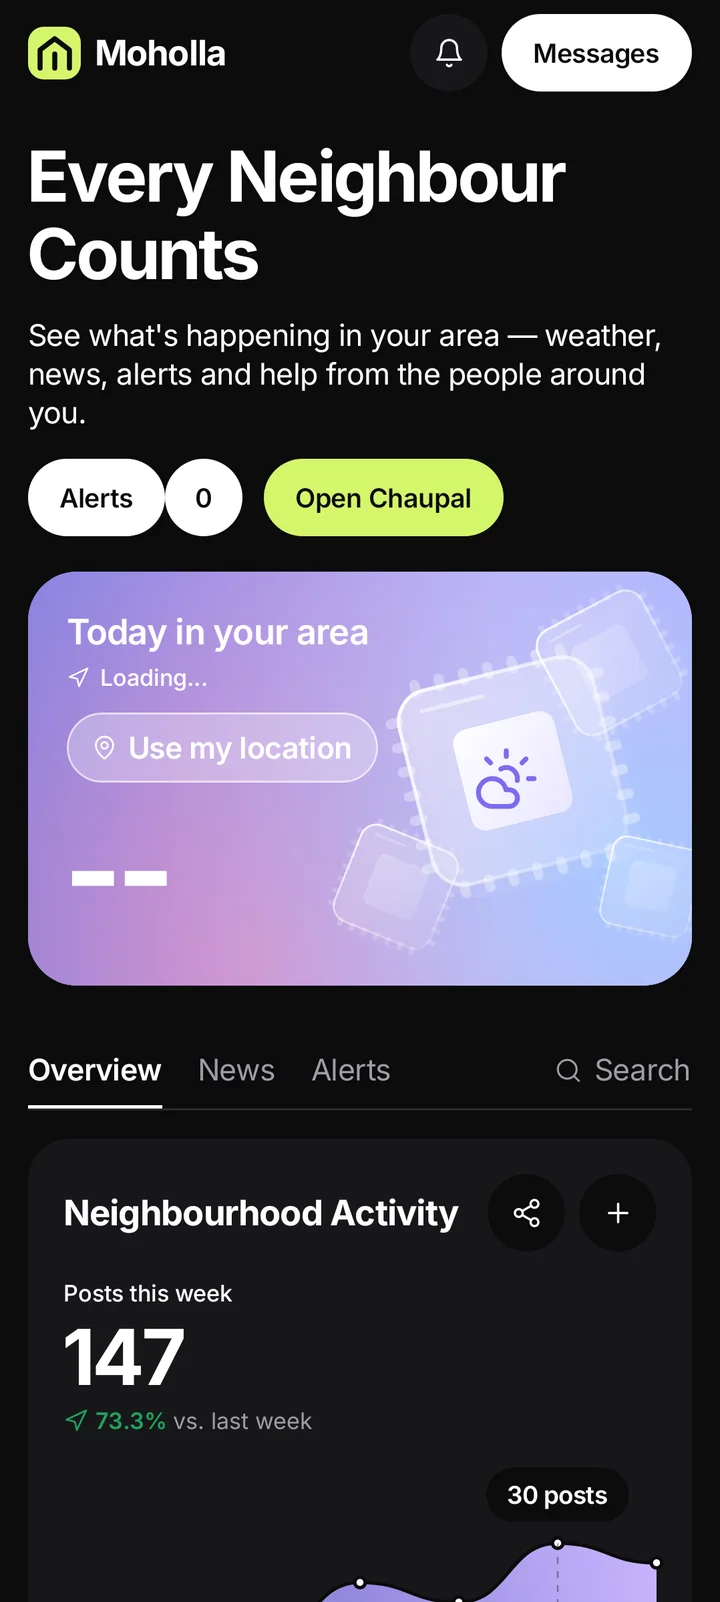 Moholla
Messages
Every Neighbour
Counts
See what's happening in your area — weather,
news, alerts and help from the people around
you.
Alerts
0
Open Chaupal
Today in your area
Loading...
Use my location
--
Overview
News
Alerts
Search
Neighbourhood Activity
Posts this week
147
73.3% vs. last week
30 posts